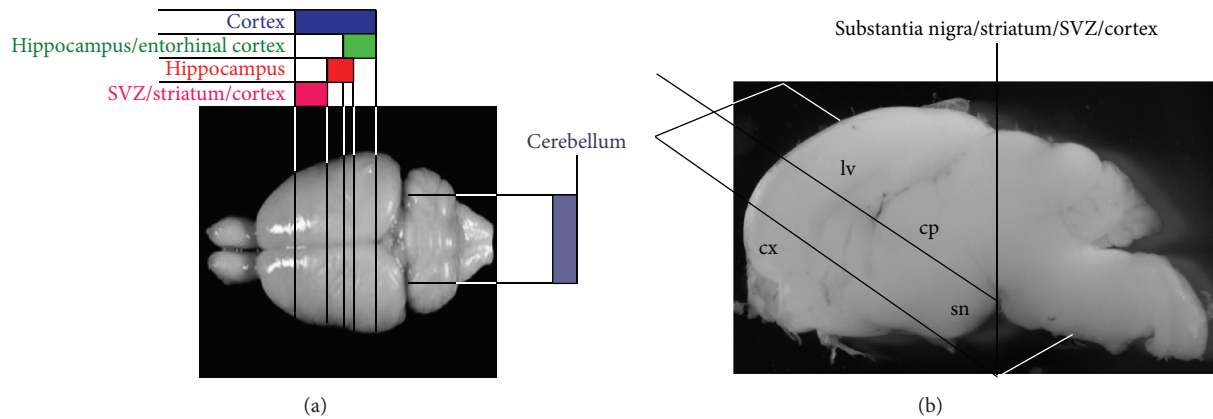 Cortex
Hippocampus/entorhinal cortex
Hippocampus
SVZ/striatum/cortex
Cerebellum
(a)
Substantia nigra/striatum/SVZ/cortex
lv
cp
cx
sn
(b)